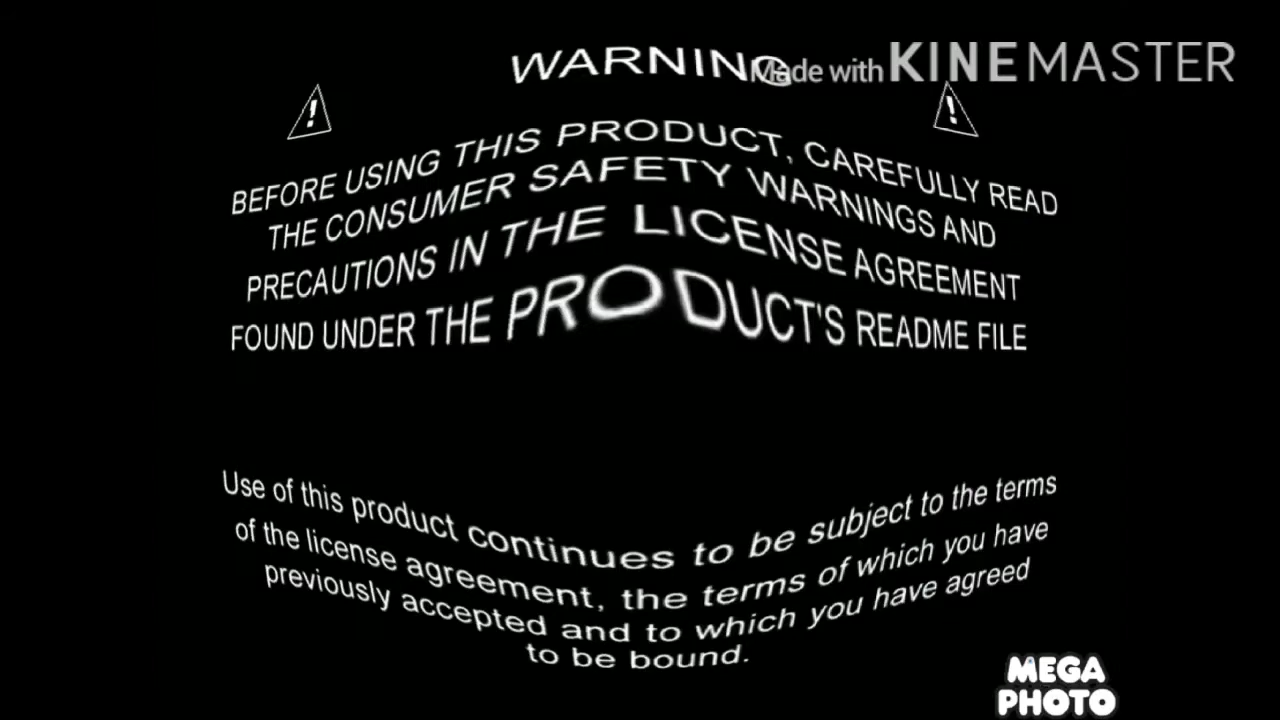 WARNING
Made with KINEMASTER
BEFORE USING THIS PRODUCT, CAREFULLY READ
THE CONSUMER SAFETY WARNINGS AND
PRECAUTIONS IN THE LICENSE AGREEMENT
FOUND UNDER THE PRODUCT'S README FILE
Use of this product continues to be subject to the terms
of the license agreement, the terms of which you have
previously accepted and to which you have agreed
to be bound.
MEGA
PHOTO